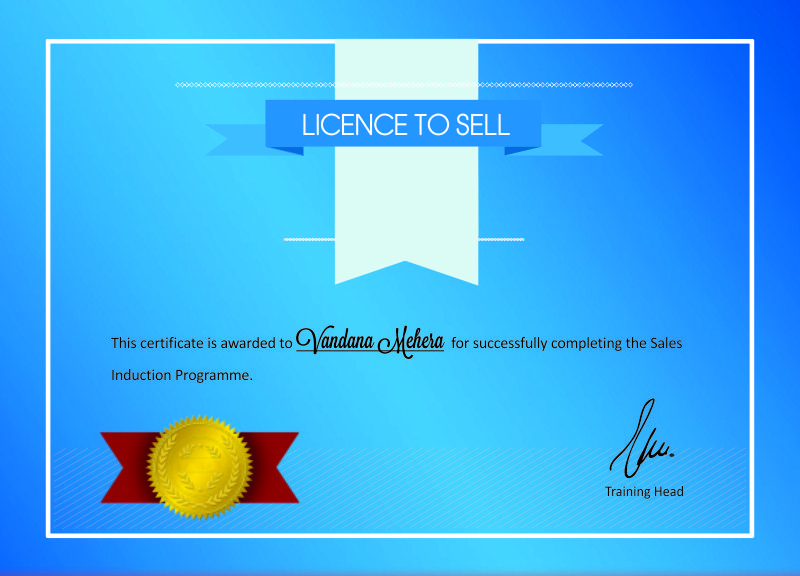 LICENCE TO SELL
This certificate is awarded to Vandana Mehera for successfully completing the Sales
Induction Programme.
Training Head